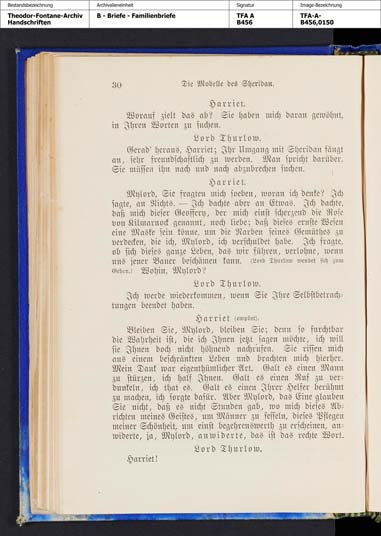 Bestandsbezeichnung
Theodor-Fontane-Archiv
Handschriften
Archivalieneinheit
B - Briefe - Familienbriefe
Signatur
TFA A
B456
Image-Bezeichnung
TFA-A-
B456,0150
30 Die Modelle des Sheridan.
Harriet.
Worauf zielt das ab? Sie haben mich daran gewöhnt,
in Ihren Worten zu suchen.
Lord Thurlow.
Gerad' heraus, Harriet; Ihr Umgang mit Sheridan fängt
an, sehr freundschaftlich zu werden. Man spricht darüber.
Sie müssen ihn nach und nach abzubrechen suchen.
Harriet.
Mylord, Sie fragten mich soeben, woran ich denke? Ich
sagte, an Nichts. — Ich dachte aber an Etwas. Ich dachte,
daß mich dieser Geoffery, der mich einst scherzend die Rose
von Kilmarnock genannt, noch liebe; daß dieses ernste Wesen
eine Maske sein könne, um die Narben seines Gemüthes zu
verdecken, die ich, Mylord, ich verschuldet habe. Ich fragte,
ob sich dieses ganze Leben, das wir führen, verlohne, wenn
uns jener Bauer beschämen kann. (Lord Thurlow wendet sich zum
Gehen.) Wohin, Mylord?
Lord Thurlow.
Ich werde wiederkommen, wenn Sie Ihre Selbstbetrach-
tungen beendet haben.
Harriet (empört).
Bleiben Sie, Mylord, bleiben Sie; denn so furchtbar
die Wahrheit ist, die ich Ihnen jetzt sagen möchte, ich will
sie Ihnen doch nicht höhnend nachrufen. Sie rissen mich
aus einem beschränkten Leben und brachten mich hierher.
Mein Dank war eigenthümlicher Art. Galt es einen Mann
zu stürzen, ich half Ihnen. Galt es einen Ruf zu ver-
dunkeln, ich that es. Galt es einen Ihrer Helfer berühmt
zu machen, ich sorgte dafür. Aber Mylord, das Eine glauben
Sie nicht, daß es nicht Stunden gab, wo mich dieses Ab-
richten meines Geistes, um Männer zu fesseln, dieses Pflegen
meiner Schönheit, um einst begehrenswerth zu erscheinen, an-
widerte, ja, Mylord, anwiderte, das ist das rechte Wort.
Lord Thurlow.
Harriet!